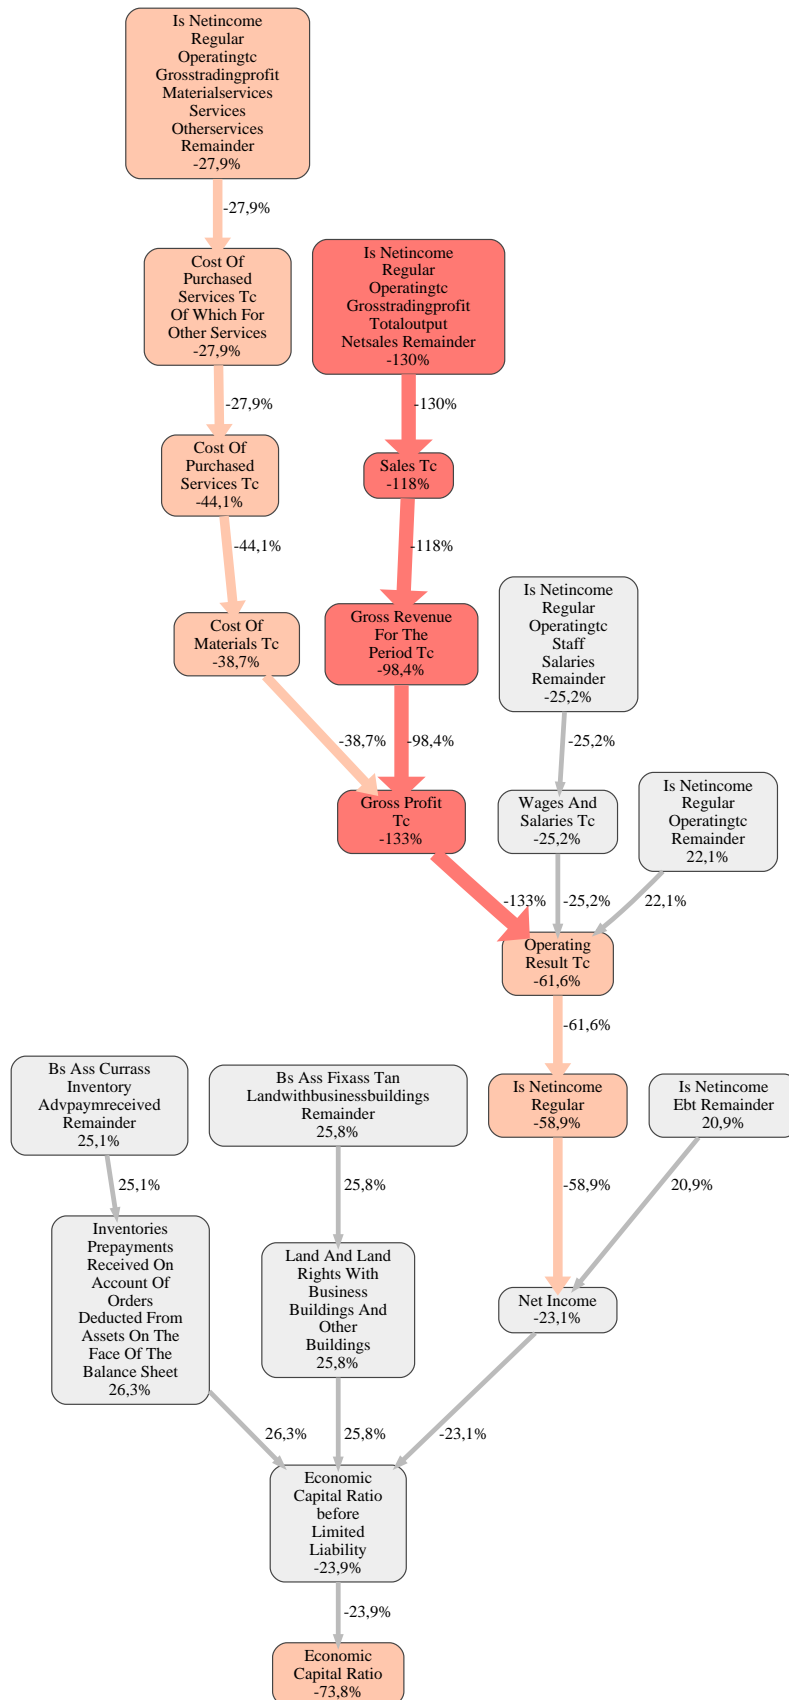 Is Netincome
Regular
Operatingtc
Grosstradingprofit
Materialservices
Services
Otherservices
Remainder
-27,9%
-27,9%
Cost Of
Purchased
Services Tc
Of Which For
Other Services
-27,9%
Is Netincome
Regular
Operatingtc
Grosstradingprofit
Totaloutput
Netsales Remainder
-130%
-27,9%
-130%
Cost Of
Purchased
Services Tc
-44,1%
Sales Tc
-118%
-44,1%
-118%
Cost Of
Materials Tc
-38,7%
Gross Revenue
For The
Period Tc
-98,4%
Is Netincome
Regular
Operatingtc
Staff
Salaries
Remainder
-25,2%
-38,7%
-98,4%
-25,2%
Gross Profit
Tc
-133%
Wages And
Salaries Tc
-25,2%
Is Netincome
Regular
Operatingtc
Remainder
22,1%
-133%
-25,2%
22,1%
Operating
Result Tc
-61,6%
-61,6%
Bs Ass Currass
Inventory
Advpaymreceived
Remainder
25,1%
Bs Ass Fixass Tan
Landwithbusinessbuildings
Remainder
25,8%
Is Netincome
Regular
-58,9%
Is Netincome
Ebt Remainder
20,9%
25,1%
25,8%
-58,9%
20,9%
Inventories
Prepayments
Received On
Account Of
Orders
Deducted From
Assets On The
Face Of The
Balance Sheet
26,3%
Land And Land
Rights With
Business
Buildings And
Other
Buildings
25,8%
Net Income
-23,1%
26,3%
25,8%
-23,1%
Economic
Capital Ratio
before
Limited
Liability
-23,9%
-23,9%
Economic
Capital Ratio
-73,8%